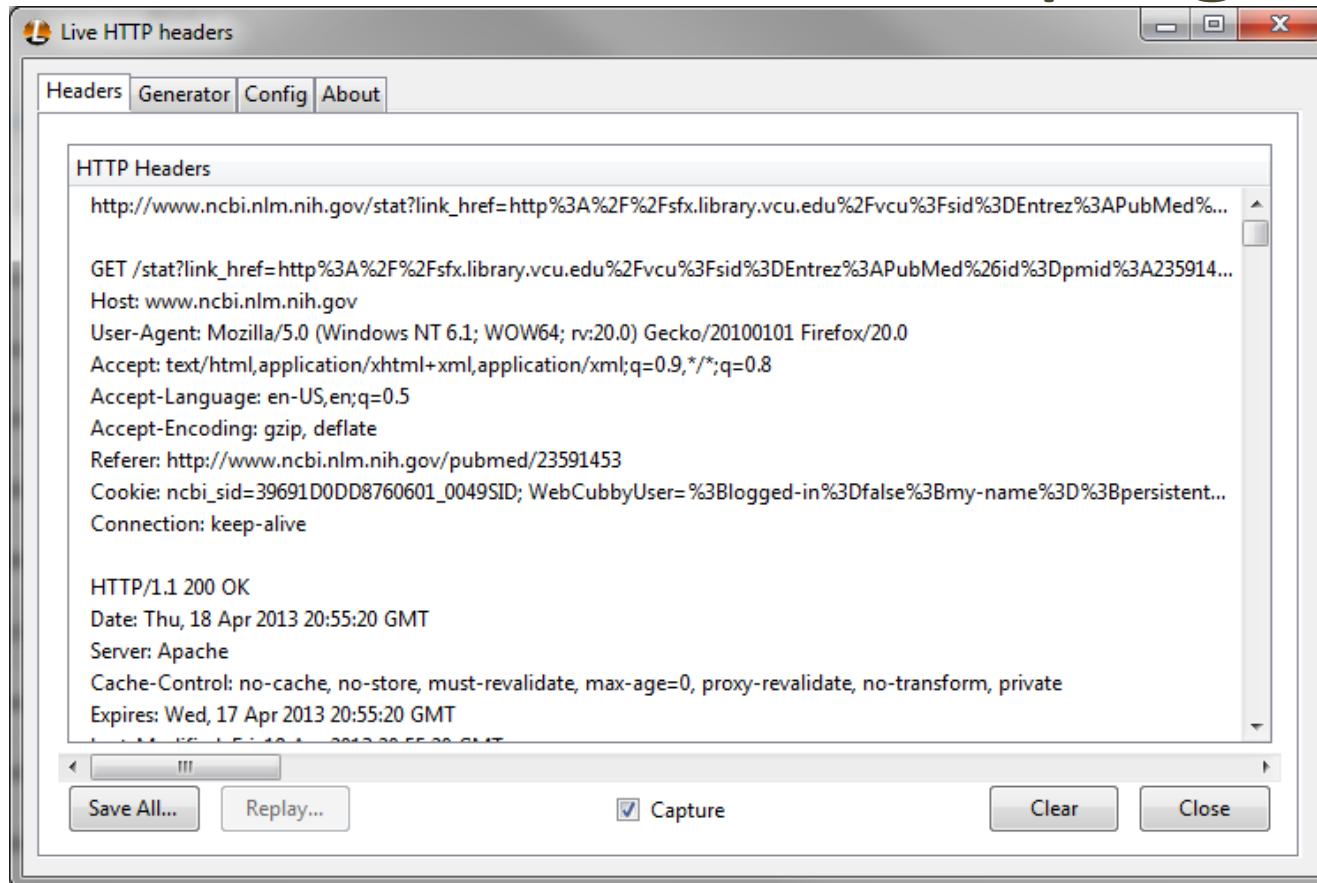 Live HTTP headers
Headers Generator Config About
HTTP Headers
http://www.ncbi.nlm.nih.gov/stat?link_href=http%3A%2F%2Fsfx.library.vcu.edu%2Fvcu%3Fsid%3DEntrez%3APubMed%...
GET /stat?link_href=http%3A%2F%2Fsfx.library.vcu.edu%2Fvcu%3Fsid%3DEntrez%3APubMed%26id%3Dpmid%3A235914...
Host: www.ncbi.nlm.nih.gov
User-Agent: Mozilla/5.0 (Windows NT 6.1; WOW64; rv:20.0) Gecko/20100101 Firefox/20.0
Accept: text/html,application/xhtml+xml,application/xml;q=0.9,*/*;q=0.8
Accept-Language: en-US,en;q=0.5
Accept-Encoding: gzip, deflate
Referer: http://www.ncbi.nlm.nih.gov/pubmed/23591453
Cookie: ncbi_sid=39691D0DD8760601_0049SID; WebCubbyUser=%3Blogged-in%3Dfalse%3Bmy-name%3D%3Bpersistent...
Connection: keep-alive
HTTP/1.1 200 OK
Date: Thu, 18 Apr 2013 20:55:20 GMT
Server: Apache
Cache-Control: no-cache, no-store, must-revalidate, max-age=0, proxy-revalidate, no-transform, private
Expires: Wed, 17 Apr 2013 20:55:20 GMT
Save All... Replay... Capture Clear Close